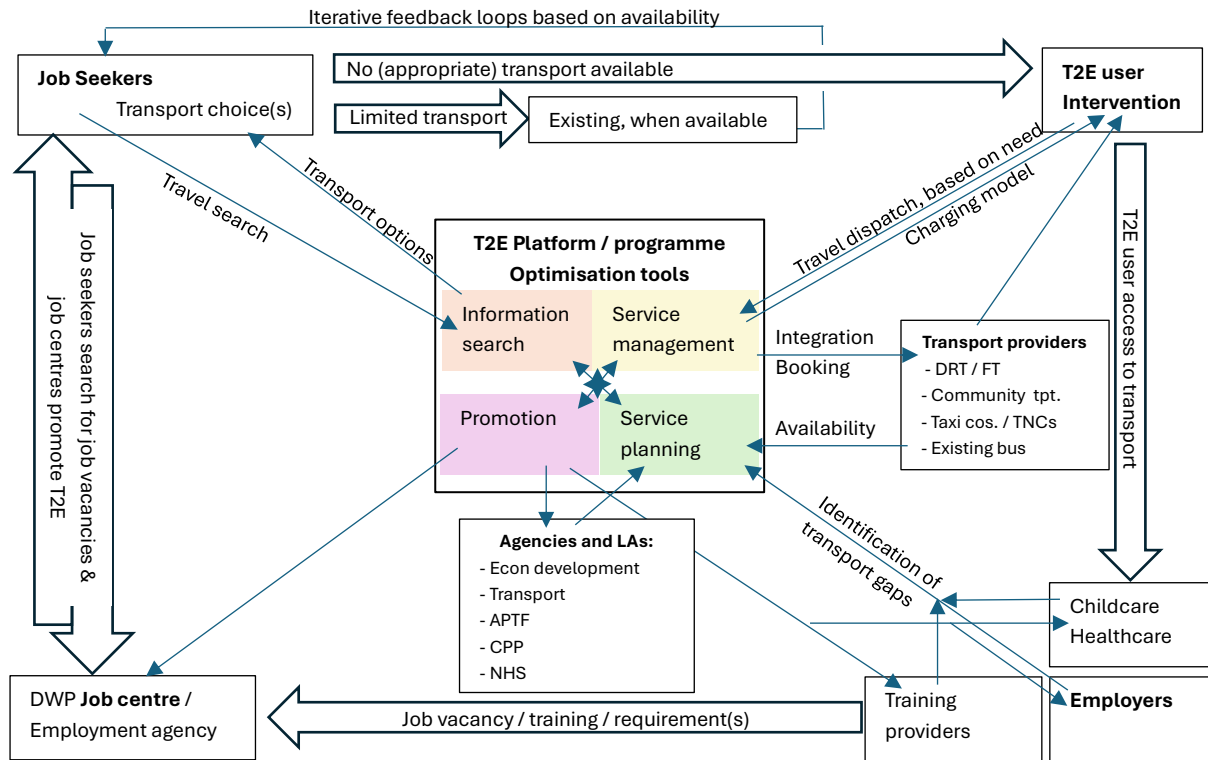 Iterative feedback loops based on availability
Job Seekers
Transport choice(s)
No (appropriate) transport available
Limited transport
Existing, when available
T2E user
Intervention
Travel search
Transport options
Travel dispatch, based on need
Charging model
T2E Platform / programme
Optimisation tools
Information
search
Service
management
Promotion
Service
planning
Integration
Booking
Availability
Transport providers
- DRT / FT
- Community tpt.
- Taxi cos. / TNCs
- Existing bus
T2E user access to transport
Job seekers search for job vacancies &
job centres promote T2E
Agencies and LAs:
- Econ development
- Transport
- APTF
- CPP
- NHS
Identification of
transport gaps
Childcare
Healthcare
DWP Job centre /
Employment agency
Job vacancy / training / requirement(s)
Training
providers
Employers